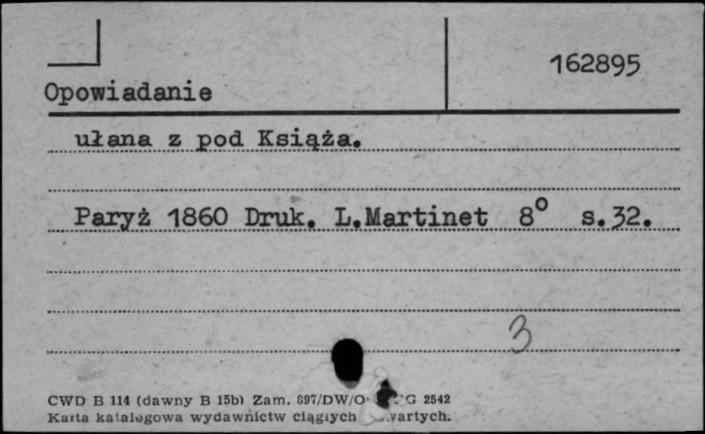 162895
Opowiadanie
ułana z pod Książa.
Paryż 1860 Druk. L.Martinet 8° s.32.
3
CWD B 114 (dawny B 15b) Zam. 897/DW/O G 2542
Karta katalogowa wydawnictw ciągłych